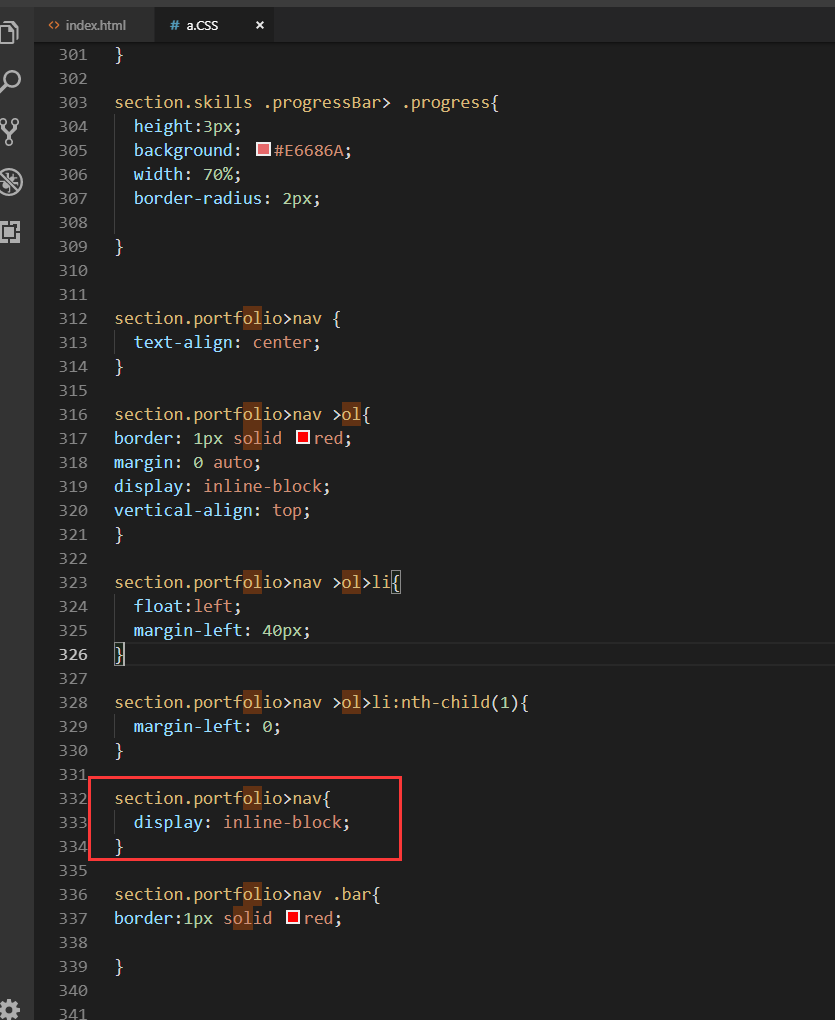 index.html
a.CSS
301 }
302
303 section.skills .progressBar> .progress{
304 height:3px;
305 background: #E6686A;
306 width: 70%;
307 border-radius: 2px;
308
309 }
310
311
312 section.portfolio>nav {
313 text-align: center;
314 }
315
316 section.portfolio>nav >ol{
317 border: 1px solid red;
318 margin: 0 auto;
319 display: inline-block;
320 vertical-align: top;
321 }
322
323 section.portfolio>nav >ol>li{
324 float:left;
325 margin-left: 40px;
326 }
327
328 section.portfolio>nav >ol>li:nth-child(1){
329 margin-left: 0;
330 }
331
332 section.portfolio>nav{
333 display: inline-block;
334 }
335
336 section.portfolio>nav .bar{
337 border:1px solid red;
338
339 }
340
341